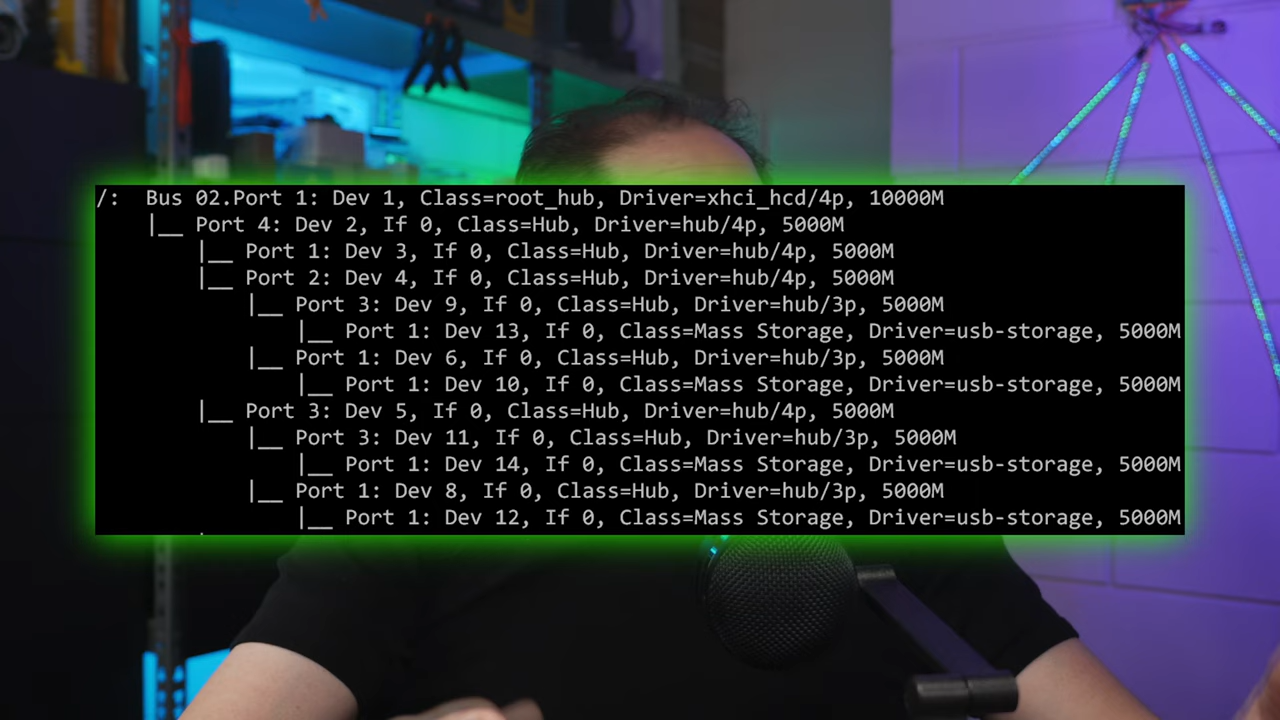 /:  Bus 02.Port 1: Dev 1, Class=root_hub, Driver=xhci_hcd/4p, 10000M
    |__ Port 4: Dev 2, If 0, Class=Hub, Driver=hub/4p, 5000M
        |__ Port 1: Dev 3, If 0, Class=Hub, Driver=hub/4p, 5000M
        |__ Port 2: Dev 4, If 0, Class=Hub, Driver=hub/4p, 5000M
            |__ Port 3: Dev 9, If 0, Class=Hub, Driver=hub/3p, 5000M
                |__ Port 1: Dev 13, If 0, Class=Mass Storage, Driver=usb-storage, 5000M
            |__ Port 1: Dev 6, If 0, Class=Hub, Driver=hub/3p, 5000M
                |__ Port 1: Dev 10, If 0, Class=Mass Storage, Driver=usb-storage, 5000M
        |__ Port 3: Dev 5, If 0, Class=Hub, Driver=hub/4p, 5000M
            |__ Port 3: Dev 11, If 0, Class=Hub, Driver=hub/3p, 5000M
                |__ Port 1: Dev 14, If 0, Class=Mass Storage, Driver=usb-storage, 5000M
            |__ Port 1: Dev 8, If 0, Class=Hub, Driver=hub/3p, 5000M
                |__ Port 1: Dev 12, If 0, Class=Mass Storage, Driver=usb-storage, 5000M